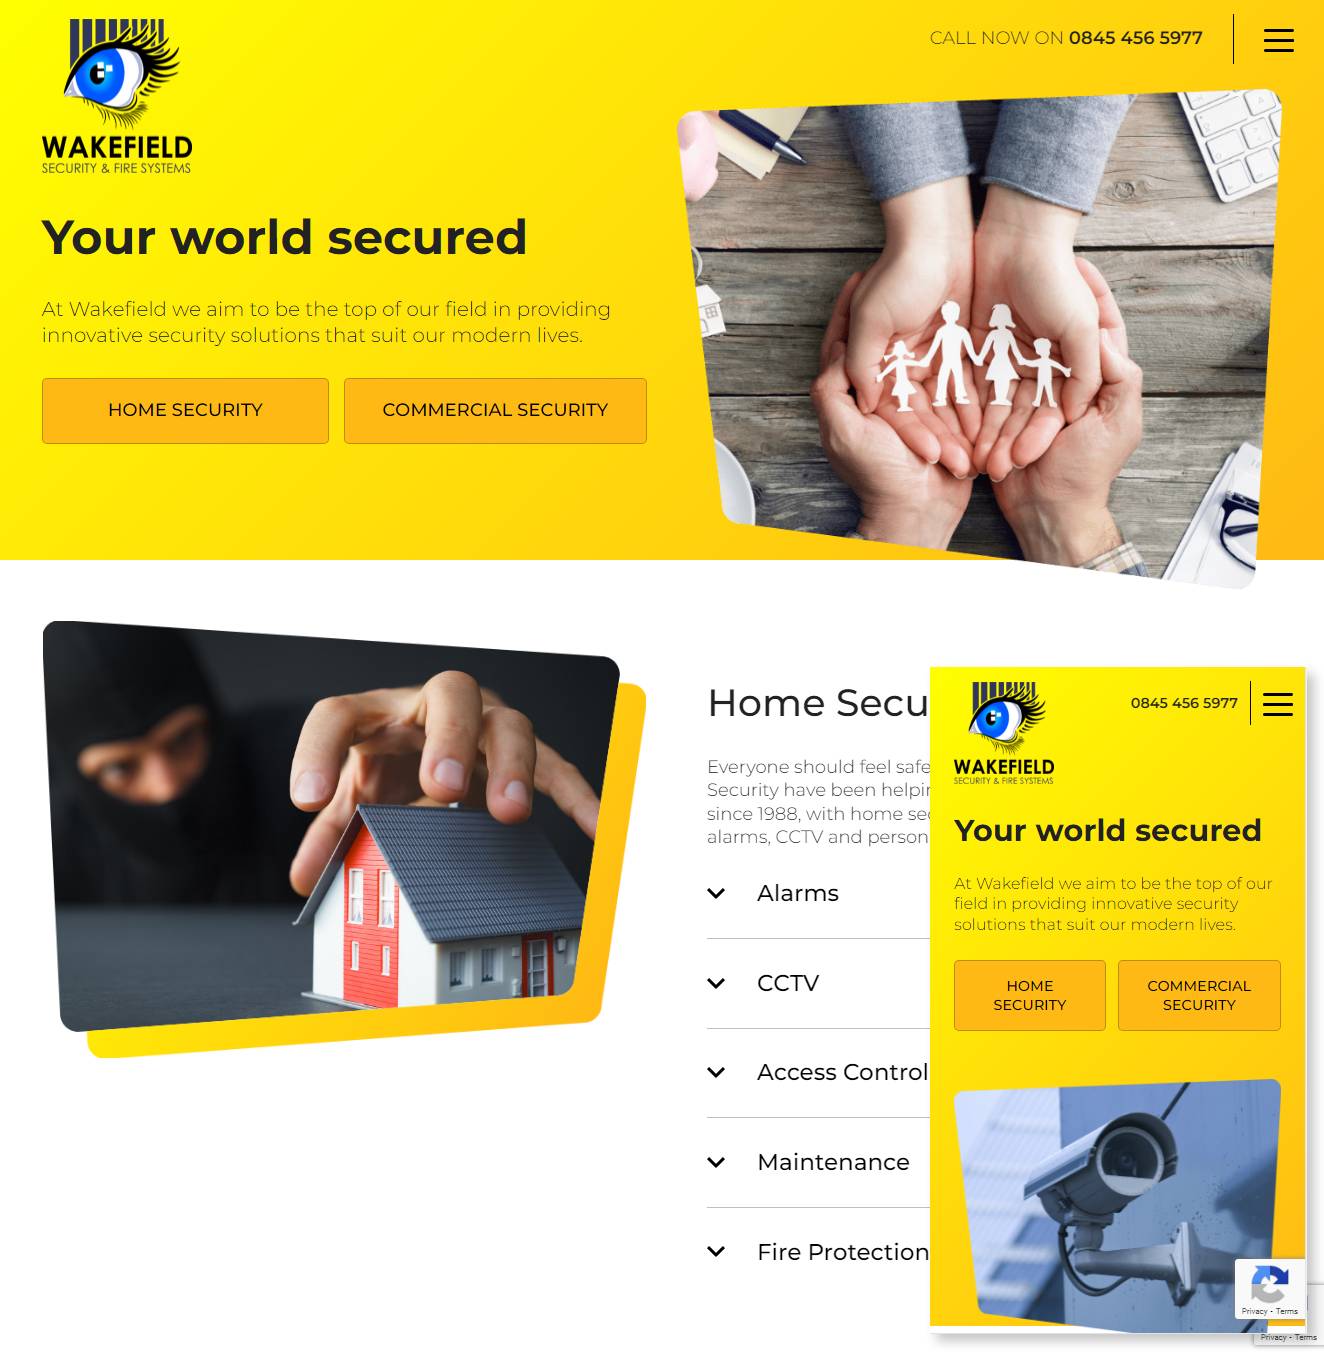 CALL NOW ON 0845 456 5977
WAKEFIELD
SECURITY & FIRE SYSTEMS
Your world secured
At Wakefield we aim to be the top of our field in providing
innovative security solutions that suit our modern lives.
HOME SECURITY
COMMERCIAL SECURITY
Home Secu
Everyone should feel safe
Security have been helpin
since 1988, with home sec
alarms, CCTV and person
Alarms
CCTV
Access Control
Maintenance
Fire Protection
0845 456 5977
WAKEFIELD
SECURITY & FIRE SYSTEMS
Your world secured
At Wakefield we aim to be the top of our
field in providing innovative security
solutions that suit our modern lives.
HOME
SECURITY
COMMERCIAL
SECURITY
Privacy - Terms
Privacy - Terms